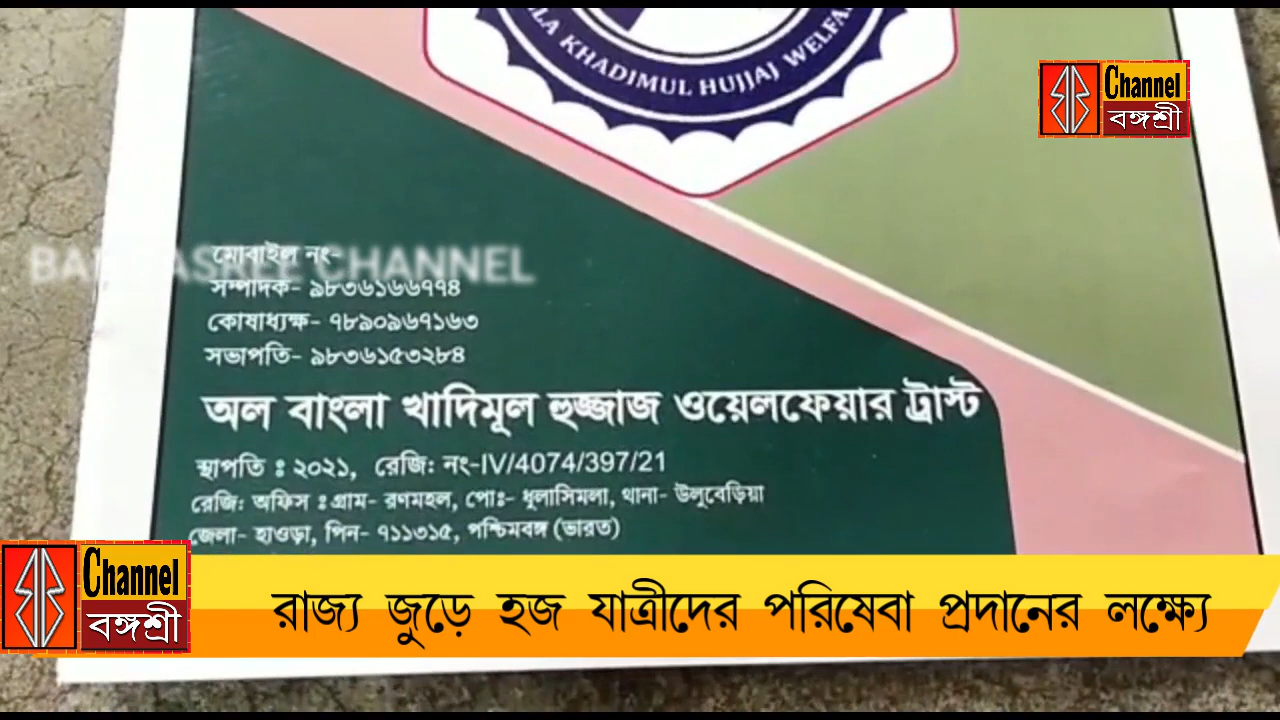 LA KHADIMUL HUJJAJ WELFA
Channel
বঙ্গশ্রী
CHANNEL
মোবাইল নং-
সম্পাদক- ৯৮৩৬১৬৬৭৭৪
কোষাধ্যক্ষ- ৭৮৯০৯৬৭১৬৩
সভাপতি- ৯৮৩৬১৫৩২৮৪
অল বাংলা খাদিমূল হুজ্জাজ ওয়েলফেয়ার ট্রাস্ট
স্থাপতি ঃ ২০২১, রেজি: নং-IV/4074/397/21
রেজি: অফিস ঃ গ্রাম- রণমহল, পোঃ- ধুলাসিমলা, থানা- উলুবেড়িয়া
জেলা- হাওড়া, পিন- ৭১১৩১৫, পশ্চিমবঙ্গ (ভারত)
Channel
বঙ্গশ্রী
রাজ্য জুড়ে হজ যাত্রীদের পরিষেবা প্রদানের লক্ষ্যে